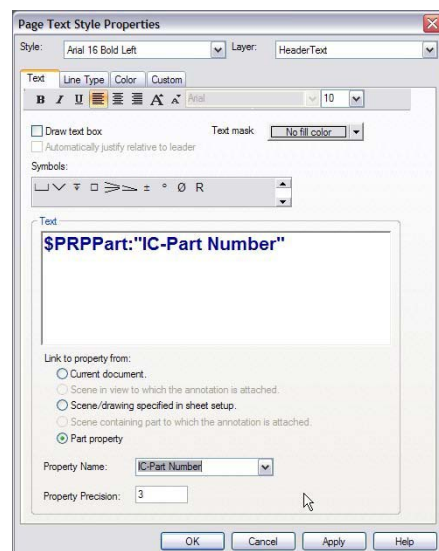 Page Text Style Properties
Style: Arial 16 Bold Left Layer: HeaderText
Text Line Type Color Custom
B I U A A Arial 10
Draw text box Text mask No fill color
Automatically justify relative to leader
Symbols:
± ° Ø R
Text
$PRPPart:"IC-Part Number"
Link to property from:
Current document.
Scene in view to which the annotation is attached.
Scene/drawing specified in sheet setup.
Scene containing part to which the annotation is attached.
Part property
Property Name: IC-Part Number
Property Precision: 3
OK Cancel Apply Help